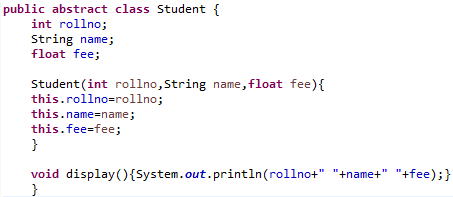 public abstract class Student {
int rollno;
String name;
float fee;
Student(int rollno,String name,float fee){
this.rollno=rollno;
this.name=name;
this.fee=fee;
}
void display(){System.out.println(rollno+" "+name+" "+fee);}
}